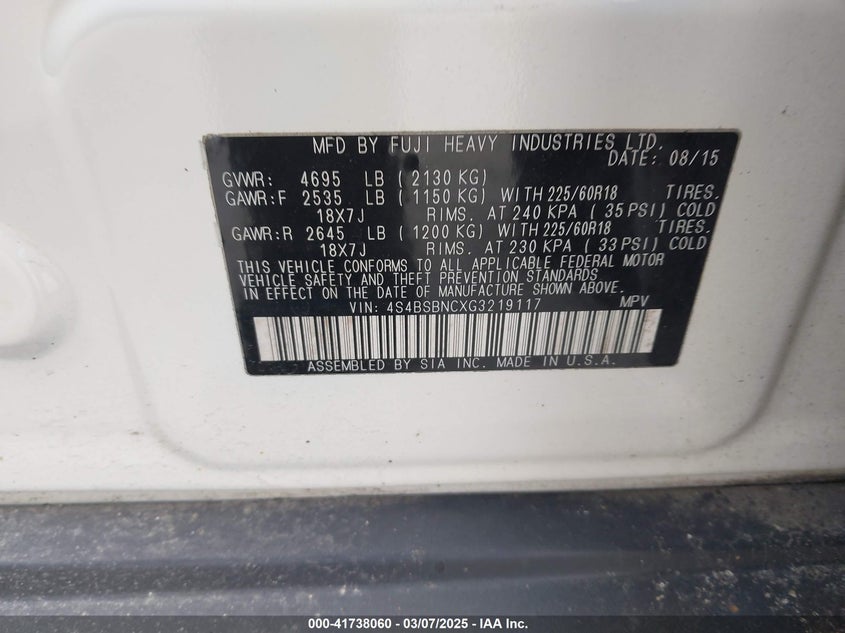 MFD BY FUJI HEAVY INDUSTRIES LTD.
DATE: 08/15
GVWR: 4695 LB ( 2130 KG)
GAWR:F 2535 LB ( 1150 KG) WITH 225/60R18 TIRES.
18X7J RIMS. AT 240 KPA ( 35 PSI) COLD
GAWR:R 2645 LB ( 1200 KG) WITH 225/60R18 TIRES.
18X7J RIMS. AT 230 KPA ( 33 PSI) COLD
THIS VEHICLE CONFORMS TO ALL APPLICABLE FEDERAL MOTOR
VEHICLE SAFETY AND THEFT PREVENTION STANDARDS
IN EFFECT ON THE DATE OF MANUFACTURE SHOWN ABOVE.
VIN: 4S4BSBNCXG3219117 MPV
ASSEMBLED BY SIA INC. MADE IN U.S.A.
000-41738060 - 03/07/2025 - IAA Inc.